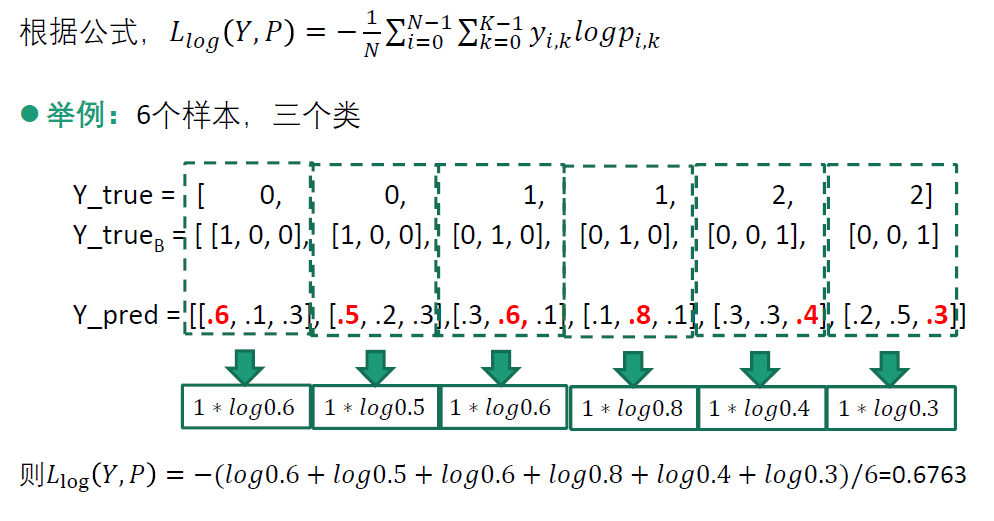 根据公式，L_log(Y, P) = −1/N ∑_{i=0}^{N−1} ∑_{k=0}^{K−1} y_{i,k} log p_{i,k}
● 举例：6个样本，三个类
Y_true = [ 0, 0, 1, 1, 2, 2]
Y_true_B = [ [1, 0, 0], [1, 0, 0], [0, 1, 0], [0, 1, 0], [0, 0, 1], [0, 0, 1]
Y_pred = [[.6, .1, .3], [.5, .2, .3],[.3, .6, .1], [.1, .8, .1], [.3, .3, .4], [.2, .5, .3]]
1 * log0.6 1 * log0.5 1 * log0.6 1 * log0.8 1 * log0.4 1 * log0.3
则L_log(Y, P) = −(log0.6 + log0.5 + log0.6 + log0.8 + log0.4 + log0.3)/6=0.6763